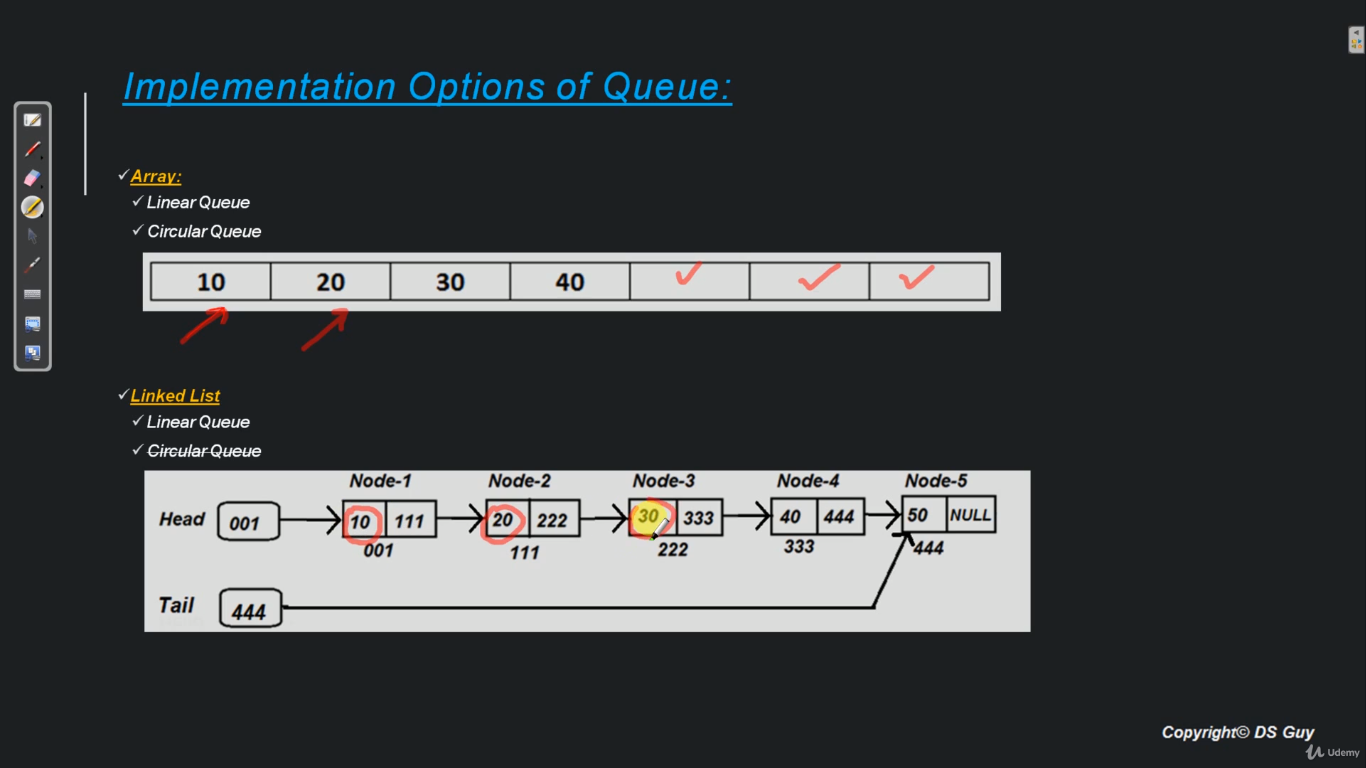 Implementation Options of Queue:
✓Array:
✓Linear Queue
✓Circular Queue
10 20 30 40
✓Linked List
✓Linear Queue
✓Circular Queue
Node-1 Node-2 Node-3 Node-4 Node-5
Head 001 10 111 20 222 30 333 40 444 50 NULL
001 111 222 333 444
Tail 444
Copyright© DS Guy
Udemy